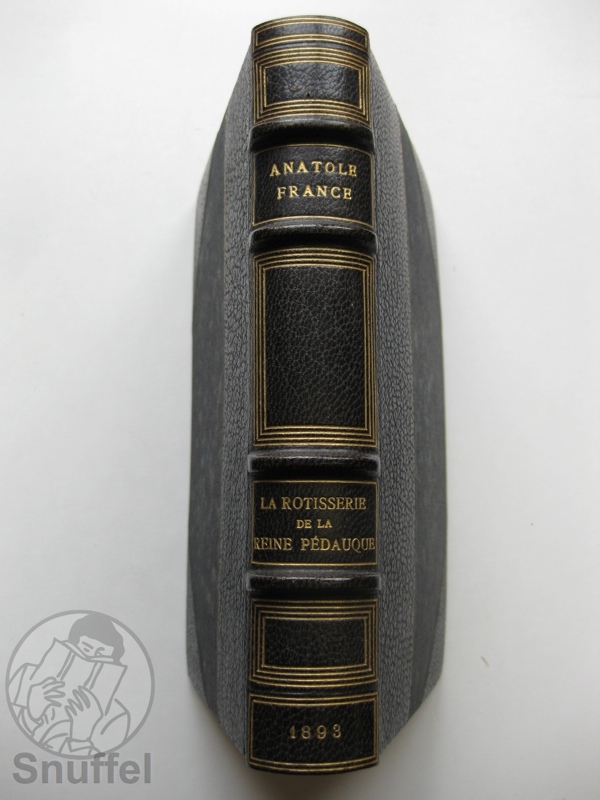 ANATOLE
FRANCE
LA ROTISSERIE
DE LA
REINE PÉDAUQUE
1893
Snuffel